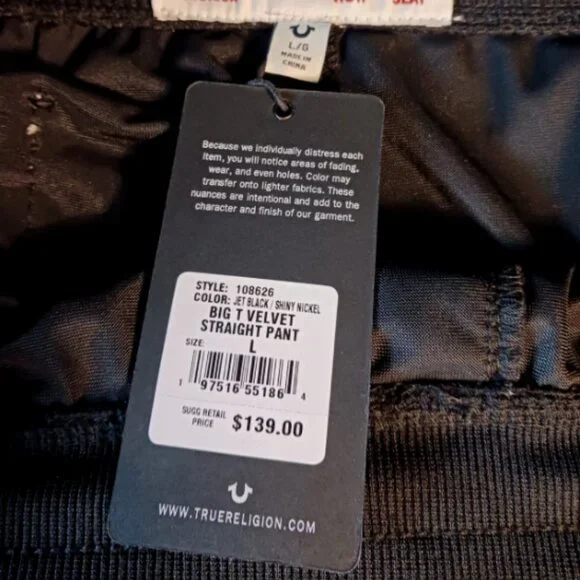 L/G
MADE IN
CHINA
Because we individually distress each
item, you will notice areas of fading,
wear, and even holes. Color may
transfer onto lighter fabrics. These
nuances are intentional and add to the
character and finish of our garment.
STYLE: 108626
COLOR: JET BLACK / SHINY NICKEL
BIG T VELVET
STRAIGHT PANT
SIZE: L
1 97516 55186 4
SUGG RETAIL
PRICE $139.00
WWW.TRUERELIGION.COM